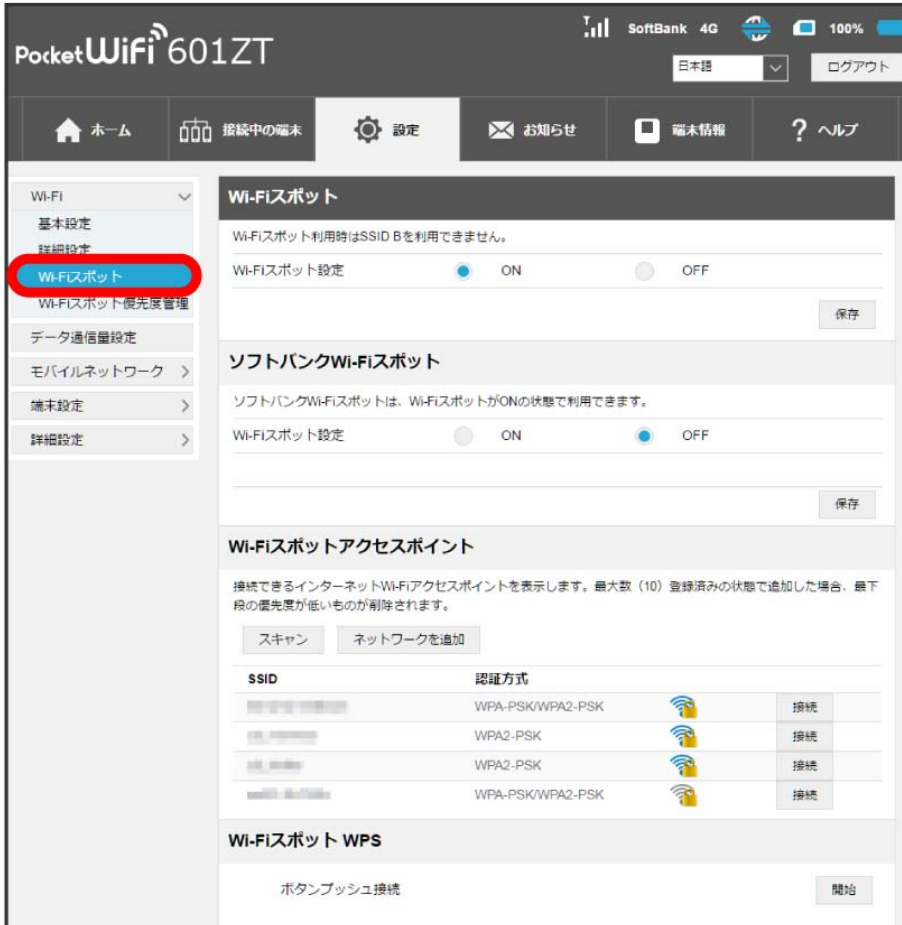 Pocket WiFi 601ZT
SoftBank 4G 100%
日本語 ログアウト
ホーム 接続中の端末 設定 お知らせ 端末情報 ? ヘルプ
Wi-Fi
基本設定
詳細設定
Wi-Fiスポット
Wi-Fiスポット優先度管理
データ通信量設定
モバイルネットワーク
端末設定
詳細設定
Wi-Fiスポット
Wi-Fiスポット利用時はSSID Bを利用できません。
Wi-Fiスポット設定 ON OFF
保存
ソフトバンクWi-Fiスポット
ソフトバンクWi-Fiスポットは、Wi-FiスポットがONの状態で利用できます。
Wi-Fiスポット設定 ON OFF
保存
Wi-Fiスポットアクセスポイント
接続できるインターネットWi-Fiアクセスポイントを表示します。最大数（10）登録済みの状態で追加した場合、最下
段の優先度が低いものが削除されます。
スキャン ネットワークを追加
SSID 認証方式
WPA-PSK/WPA2-PSK 接続
WPA2-PSK 接続
WPA2-PSK 接続
WPA-PSK/WPA2-PSK 接続
Wi-Fiスポット WPS
ボタンプッシュ接続 開始